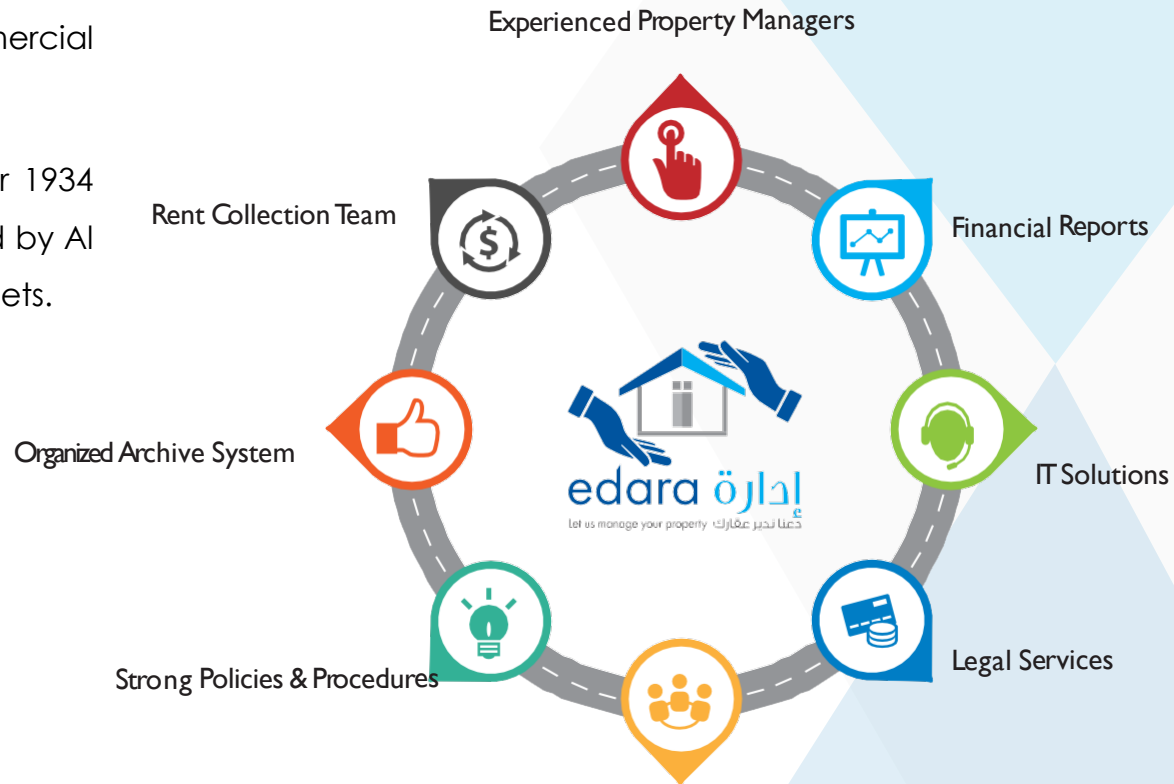 mercial
r 1934
d by Al
ets.
Experienced Property Managers
Rent Collection Team
Financial Reports
$
Organized Archive System
IT Solutions
edara إدارة
Let us manage your property دعنا ندير عقارك
Strong Policies & Procedures
Legal Services